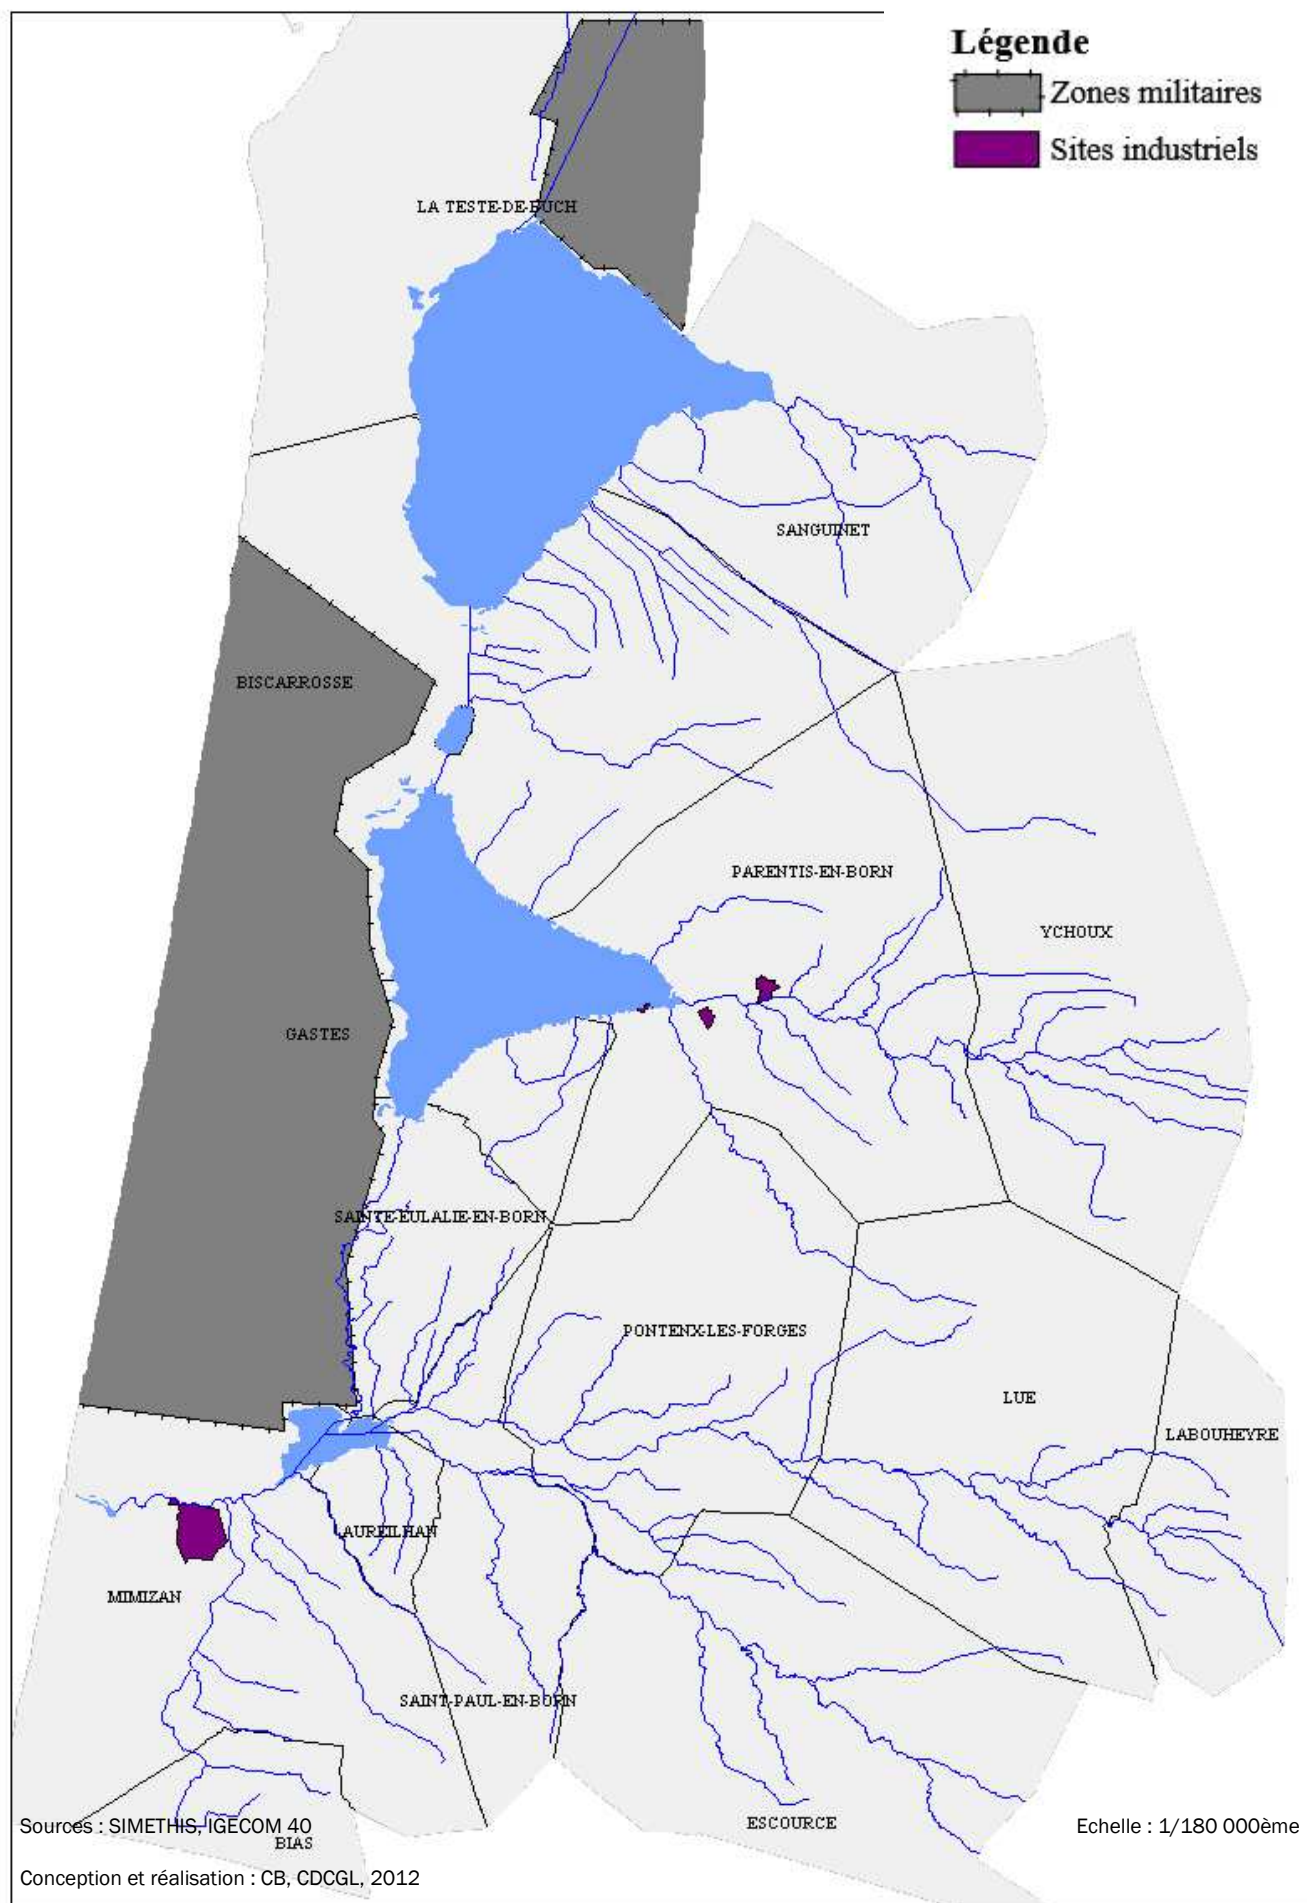 Légende
Zones militaires
Sites industriels
LA TESTE-DE-BUCH
SANGUINET
BISCARROSSE
PARENTIS-EN-BORN
YCHOUX
GASTES
SAINTE-EULALIE-EN-BORN
PONTENX-LES-FORGES
LUE
LABOUHEYRE
AUREILHAN
MIMIZAN
SAINT-PAUL-EN-BORN
ESCOURCE
Sources : SIMETHIS, IGECOM 40
Echelle : 1/180 000ème
BIAS
Conception et réalisation : CB, CDCGL, 2012